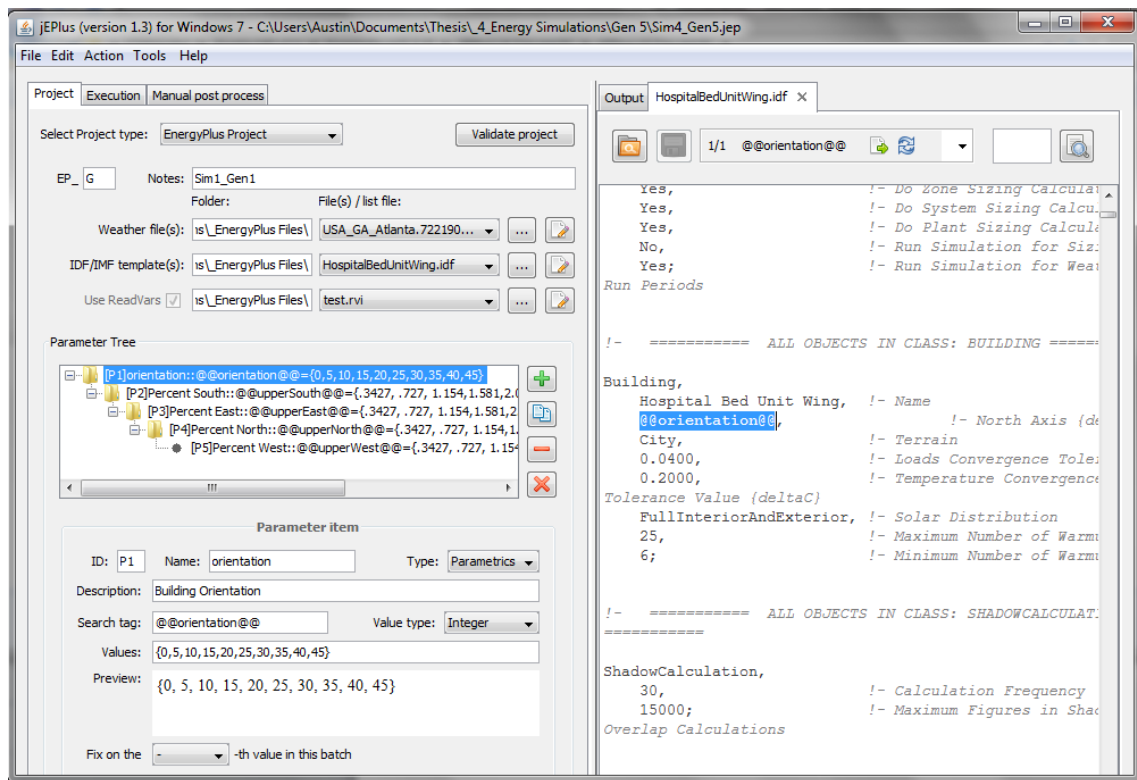 jEPlus (version 1.3) for Windows 7 - C:\Users\Austin\Documents\Thesis\_4_Energy Simulations\Gen 5\Sim4_Gen5.jep
File Edit Action Tools Help
Project Execution Manual post process
Select Project type: EnergyPlus Project Validate project
EP_ G Notes: Sim1_Gen1
Folder: File(s) / list file:
Weather file(s): ıs\_EnergyPlus Files\ USA_GA_Atlanta.722190... ...
IDF/IMF template(s): ıs\_EnergyPlus Files\ HospitalBedUnitWing.idf ...
Use ReadVars ıs\_EnergyPlus Files\ test.rvi ...
Parameter Tree
[P1]orientation::@@orientation@@={0,5,10,15,20,25,30,35,40,45}
[P2]Percent South::@@upperSouth@@={.3427, .727, 1.154,1.581,2.0
[P3]Percent East::@@upperEast@@={.3427, .727, 1.154,1.581,2
[P4]Percent North::@@upperNorth@@={.3427, .727, 1.154,1.
[P5]Percent West::@@upperWest@@={.3427, .727, 1.154
Parameter item
ID: P1 Name: orientation Type: Parametrics
Description: Building Orientation
Search tag: @@orientation@@ Value type: Integer
Values: {0,5,10,15,20,25,30,35,40,45}
Preview: {0, 5, 10, 15, 20, 25, 30, 35, 40, 45}
Fix on the - -th value in this batch
Output HospitalBedUnitWing.idf
1/1 @@orientation@@
Yes, !- Do Zone Sizing Calculat
Yes, !- Do System Sizing Calcu
Yes, !- Do Plant Sizing Calcula
No, !- Run Simulation for Siz
Yes; !- Run Simulation for Wea
Run Periods
!- =========== ALL OBJECTS IN CLASS: BUILDING =====
Building,
Hospital Bed Unit Wing, !- Name
@@orientation@@, !- North Axis {de
City, !- Terrain
0.0400, !- Loads Convergence Tole
0.2000, !- Temperature Convergence
Tolerance Value {deltaC}
FullInteriorAndExterior, !- Solar Distribution
25, !- Maximum Number of Warmu
6; !- Minimum Number of Warmu
!- =========== ALL OBJECTS IN CLASS: SHADOWCALCULAT
===========
ShadowCalculation,
30, !- Calculation Frequency
15000; !- Maximum Figures in Shad
Overlap Calculations